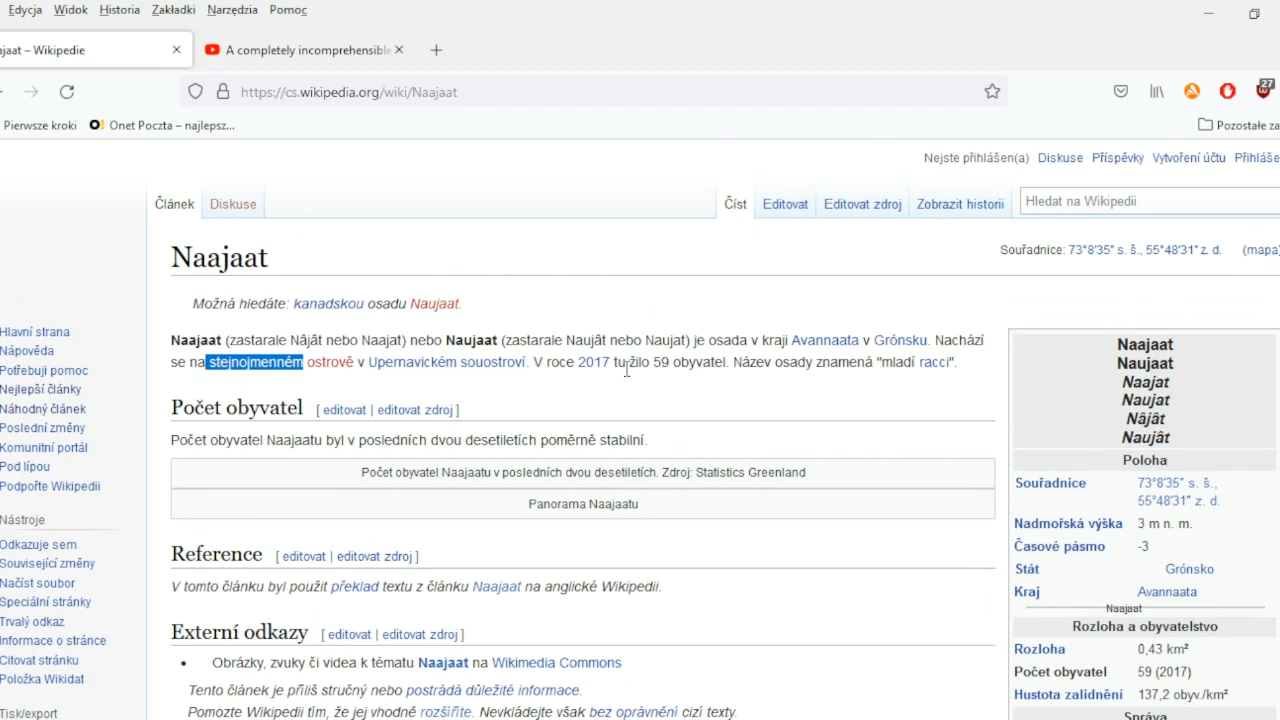 Edycja Widok Historia Zakładki Narzędzia Pomoc
ajaat – Wikipedie
A completely incomprehensible
https://cs.wikipedia.org/wiki/Naajaat
27
Pierwsze kroki
Onet Poczta – najlepsz...
Pozostałe za
Nejste přihlášen(a) Diskuse Příspěvky Vytvoření účtu Přihláše
Článek Diskuse
Číst Editovat Editovat zdroj Zobrazit historii
Hledat na Wikipedii
Naajaat
Souřadnice: 73°8′35″ s. š., 55°48′31″ z. d. (mapa)
Možná hledáte: kanadskou osadu Naujaat.
Naajaat (zastarale Nâjât nebo Naajat) nebo Naujaat (zastarale Naujât nebo Naujat) je osada v kraji Avannaata v Grónsku. Nachází
se na stejnojmenném ostrově v Upernavickém souostroví. V roce 2017 tu žilo 59 obyvatel. Název osady znamená "mladí racci".
Počet obyvatel [ editovat | editovat zdroj ]
Počet obyvatel Naajaatu byl v posledních dvou desetiletích poměrně stabilní.
Počet obyvatel Naajaatu v posledních dvou desetiletích. Zdroj: Statistics Greenland
Panorama Naajaatu
Reference [ editovat | editovat zdroj ]
V tomto článku byl použit překlad textu z článku Naajaat na anglické Wikipedii.
Externí odkazy [ editovat | editovat zdroj ]
Obrázky, zvuky či videa k tématu Naajaat na Wikimedia Commons
Tento článek je příliš stručný nebo postrádá důležité informace.
Pomozte Wikipedii tím, že jej vhodně rozšíříte. Nevkládejte však bez oprávnění cizí texty.
Hlavní strana
Nápověda
Potřebuji pomoc
Nejlepší články
Náhodný článek
Poslední změny
Komunitní portál
Pod lípou
Podpořte Wikipedii
Nástroje
Odkazuje sem
Související změny
Načíst soubor
Speciální stránky
Trvalý odkaz
Informace o stránce
Citovat stránku
Položka Wikidat
Tisk/export
Naajaat
Naujaat
Naajat
Naujat
Nâjât
Naujât
Poloha
Souřadnice 73°8′35″ s. š.,
55°48′31″ z. d.
Nadmořská výška 3 m n. m.
Časové pásmo -3
Stát Grónsko
Kraj Avannaata
Naajaat
Rozloha a obyvatelstvo
Rozloha 0,43 km²
Počet obyvatel 59 (2017)
Hustota zalidnění 137,2 obyv./km²
Správa